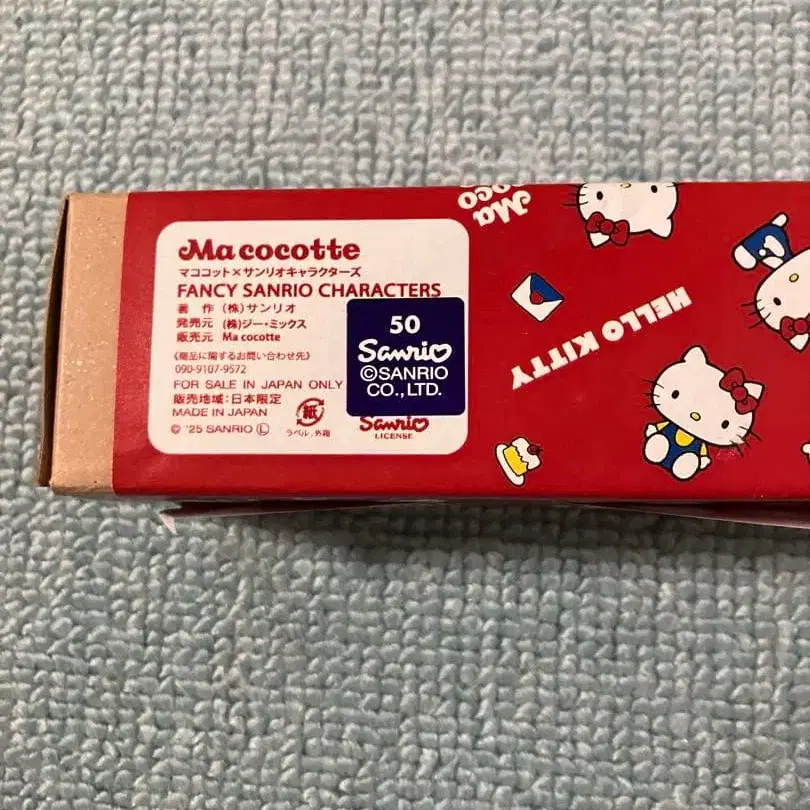 Ma cocotte
マココット×サンリオキャラクターズ
FANCY SANRIO CHARACTERS
著 作 (株)サンリオ
発売元 (株)ジー・ミックス
販売元 Ma cocotte
《商品に関するお問い合わせ先》
090-9107-9572
FOR SALE IN JAPAN ONLY
販売地域:日本限定
MADE IN JAPAN
© '25 SANRIO Ⓛ
紙
ラベル、外箱
50
Sanrio
©SANRIO
CO.,LTD.
Sanrio
LICENSE
Ma
coco
HELLO KITTY